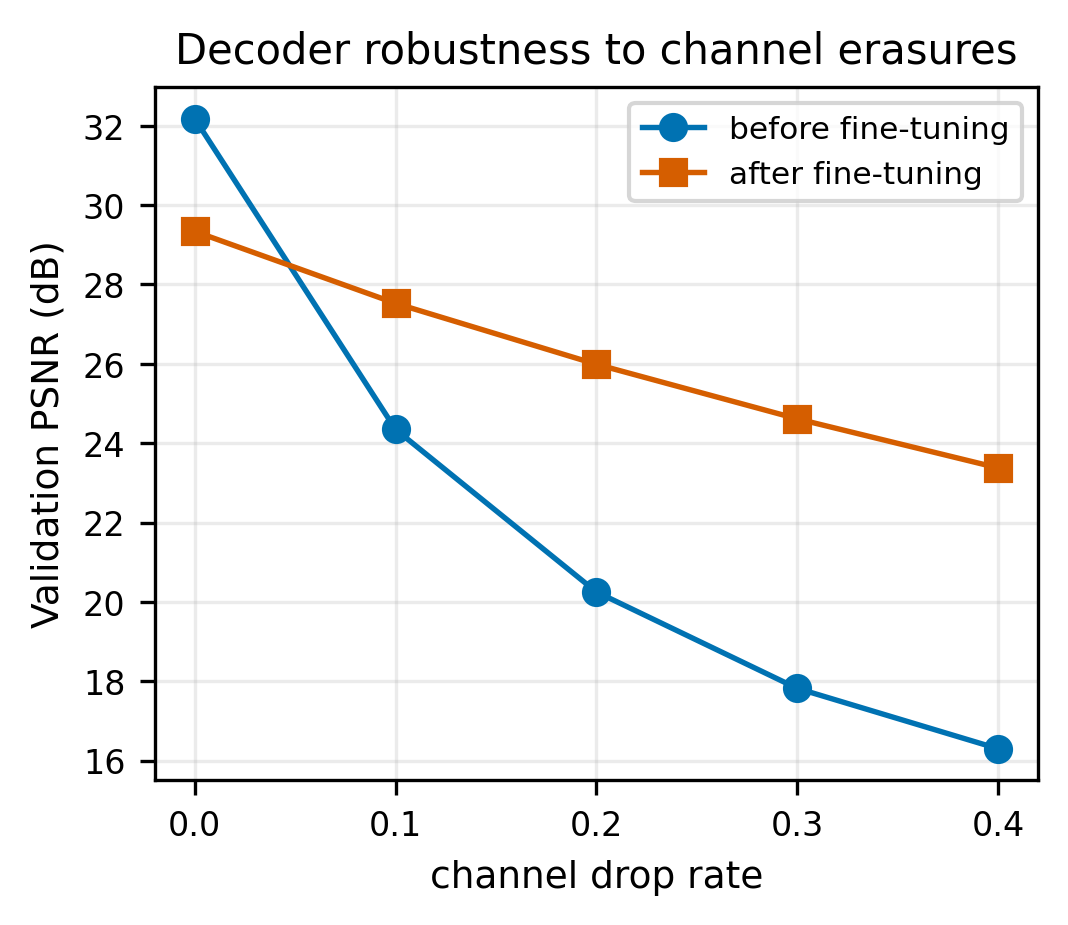 Decoder robustness to channel erasures
before fine-tuning
after fine-tuning
Validation PSNR (dB)
32
30
28
26
24
22
20
18
16
0.0 0.1 0.2 0.3 0.4
channel drop rate